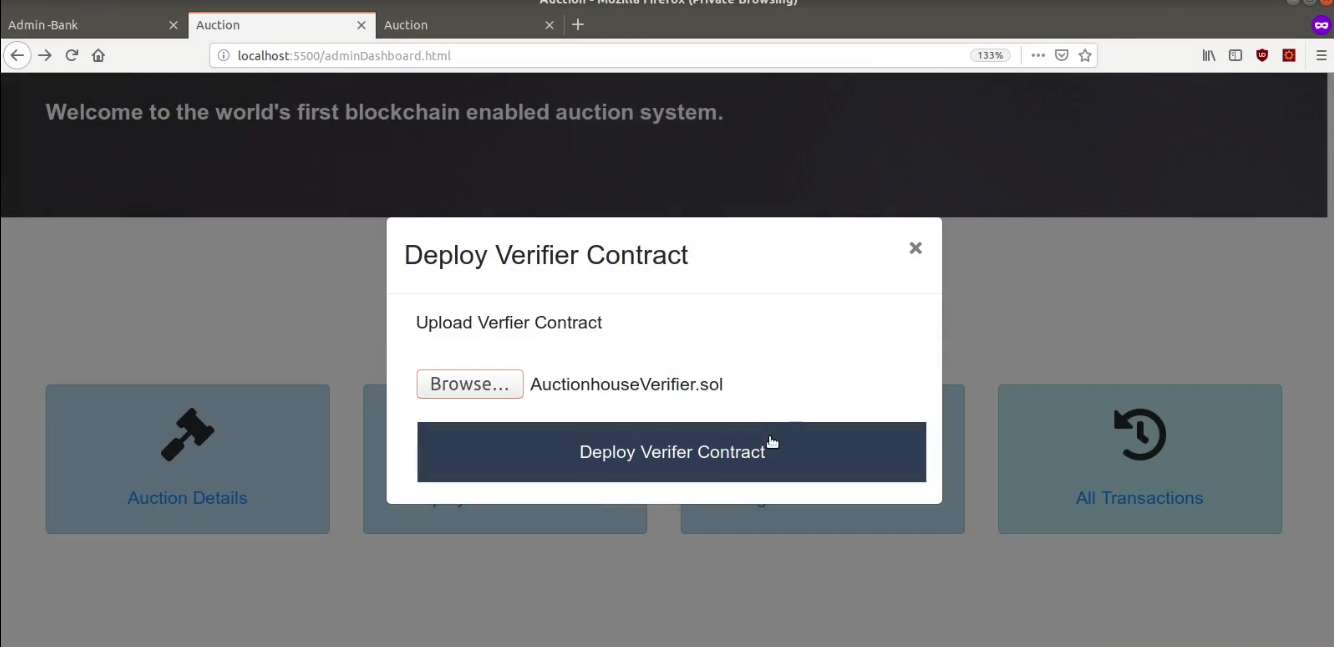 Auction - Mozilla Firefox (Private Browsing)
Admin -Bank
Auction
Auction
localhost:5500/adminDashboard.html
133%
Welcome to the world's first blockchain enabled auction system.
Deploy Verifier Contract
Upload Verfier Contract
Browse... AuctionhouseVerifier.sol
Deploy Verifer Contract
Auction Details
All Transactions